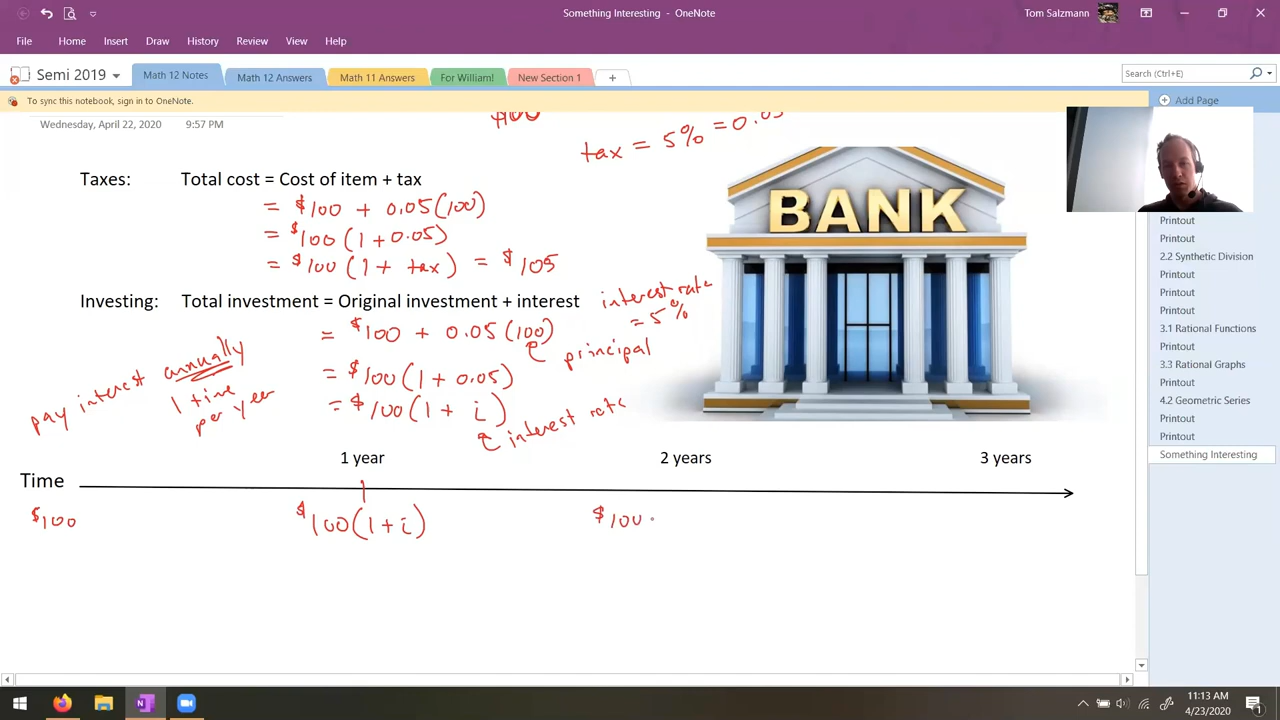 Something Interesting - OneNote
Tom Salzmann
File Home Insert Draw History Review View Help
Semi 2019
Math 12 Notes
Math 12 Answers
Math 11 Answers
For William!
New Section 1
Search (Ctrl+E)
To sync this notebook, sign in to OneNote.
Add Page
Wednesday, April 22, 2020 9:57 PM
$100
tax = 5% = 0.05
Taxes: Total cost = Cost of item + tax
= $100 + 0.05(100)
= $100(1 + 0.05)
= $100(1 + tax) = $105
BANK
Investing: Total investment = Original investment + interest
interest rate
= 5%
= $100 + 0.05(100)
principal
= $100(1 + 0.05)
= $100(1 + i)
interest rate
pay interest annually
1 time
per year
1 year 2 years 3 years
Time
$100 $100(1+i) $100
Printout
Printout
2.2 Synthetic Division
Printout
Printout
Printout
3.1 Rational Functions
Printout
3.3 Rational Graphs
Printout
4.2 Geometric Series
Printout
Printout
Something Interesting
11:13 AM
4/23/2020
1